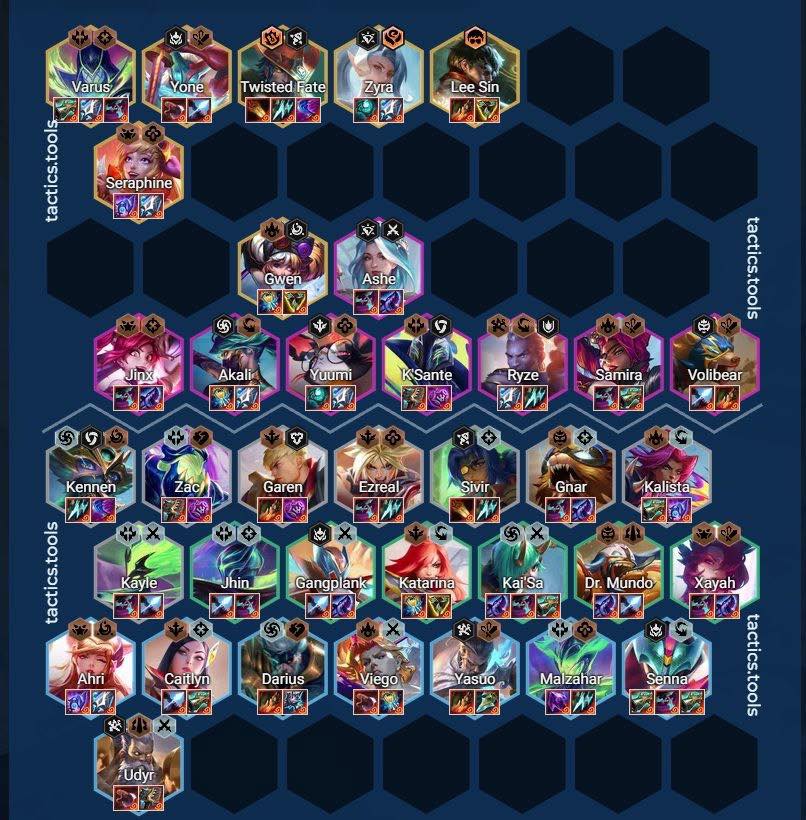 Varus Yone Twisted Fate Zyra Lee Sin
tactics.tools
Seraphine
Gwen Ashe
tactics.tools
Jinx Akali Yuumi K'Sante Ryze Samira Volibear
Kennen Zac Garen Ezreal Sivir Gnar Kalista
tactics.tools
Kayle Jhin Gangplank Katarina Kai'Sa Dr. Mundo Xayah
Ahri Caitlyn Darius Viego Yasuo Malzahar Senna
tactics.tools
Udyr